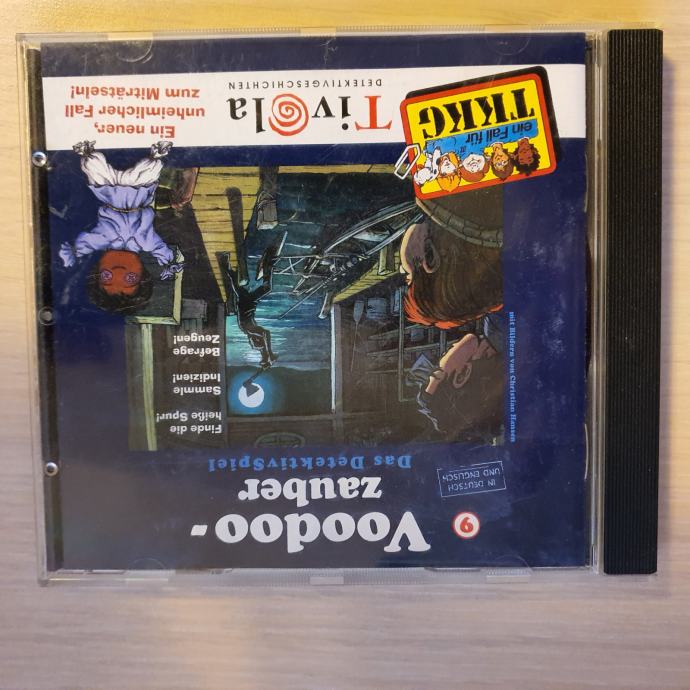 6
Voodoo-
zauber
IN DEUTSCH
UND ENGLISCH
Das DetektivSpiel
Finde die
heiße Spur!
Sammle
Indizien!
Befrage
Zeugen!
mit Bildern von Christian Hansen
ein Fall für
TKKG
Tivola
DETEKTIVGESCHICHTEN
Ein neuer,
unheimlicher Fall
zum Miträtseln!